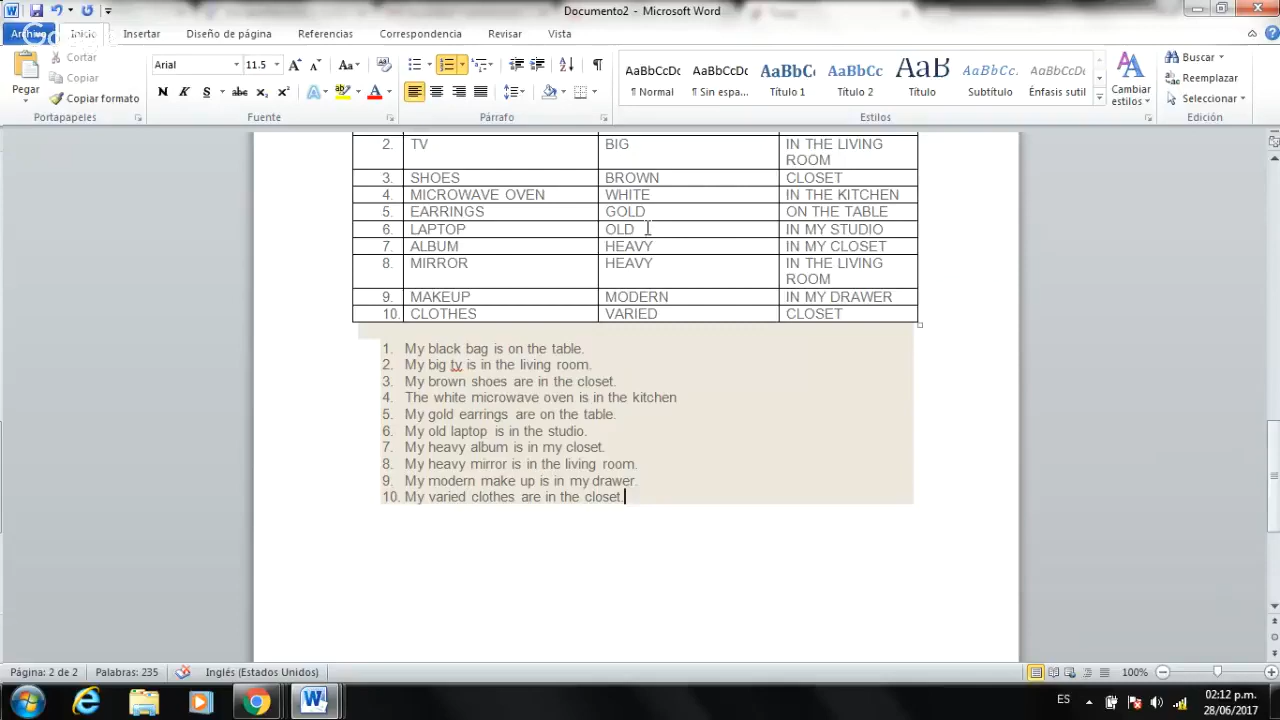 Documento2 - Microsoft Word
Inicio Insertar Diseño de página Referencias Correspondencia Revisar Vista
Cortar
Copiar
Copiar formato
Pegar
Arial 11.5
AaBbCcDc AaBbCcDc AaBbC AaBbCc AaB AaBbCc. AaBbCcDc
¶ Normal ¶ Sin espa... Título 1 Título 2 Título Subtítulo Énfasis sutil
Cambiar estilos
Buscar
Reemplazar
Seleccionar
Portapapeles Fuente Párrafo Estilos Edición
2. TV BIG IN THE LIVING
ROOM
3. SHOES BROWN CLOSET
4. MICROWAVE OVEN WHITE IN THE KITCHEN
5. EARRINGS GOLD ON THE TABLE
6. LAPTOP OLD IN MY STUDIO
7. ALBUM HEAVY IN MY CLOSET
8. MIRROR HEAVY IN THE LIVING
ROOM
9. MAKEUP MODERN IN MY DRAWER
10. CLOTHES VARIED CLOSET
1. My black bag is on the table.
2. My big tv is in the living room.
3. My brown shoes are in the closet.
4. The white microwave oven is in the kitchen
5. My gold earrings are on the table.
6. My old laptop is in the studio.
7. My heavy album is in my closet.
8. My heavy mirror is in the living room.
9. My modern make up is in my drawer.
10. My varied clothes are in the closet.
Página: 2 de 2 Palabras: 235 Inglés (Estados Unidos) 100%
ES 02:12 p.m.
28/06/2017